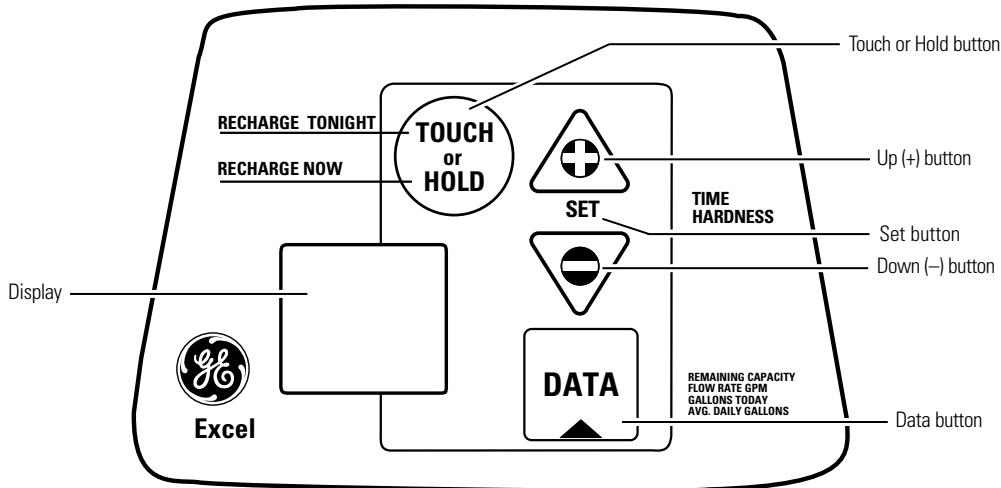 Touch or Hold button
RECHARGE TONIGHT
TOUCH
or
HOLD
RECHARGE NOW
Up (+) button
SET
TIME
HARDNESS
Set button
Down (–) button
Display
GE
Excel
DATA
REMAINING CAPACITY
FLOW RATE GPM
GALLONS TODAY
AVG. DAILY GALLONS
Data button